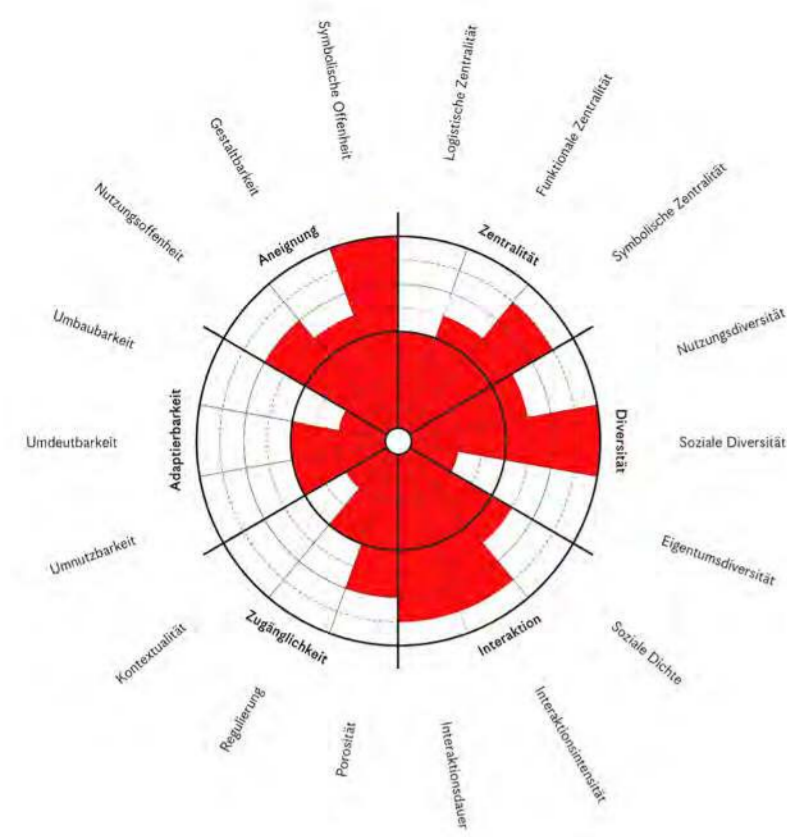 Symbolische Offenheit
Logistische Zentralität
Funktionale Zentralität
Symbolische Zentralität
Nutzungsdiversität
Soziale Diversität
Eigentumsdiversität
Soziale Dichte
Interaktionsintensität
Interaktionsdauer
Porosität
Regulierung
Kontextualität
Umnutzbarkeit
Umdeutbarkeit
Umbaubarkeit
Nutzungsoffenheit
Gestaltbarkeit
Aneignung
Zentralität
Diversität
Interaktion
Zugänglichkeit
Adaptierbarkeit